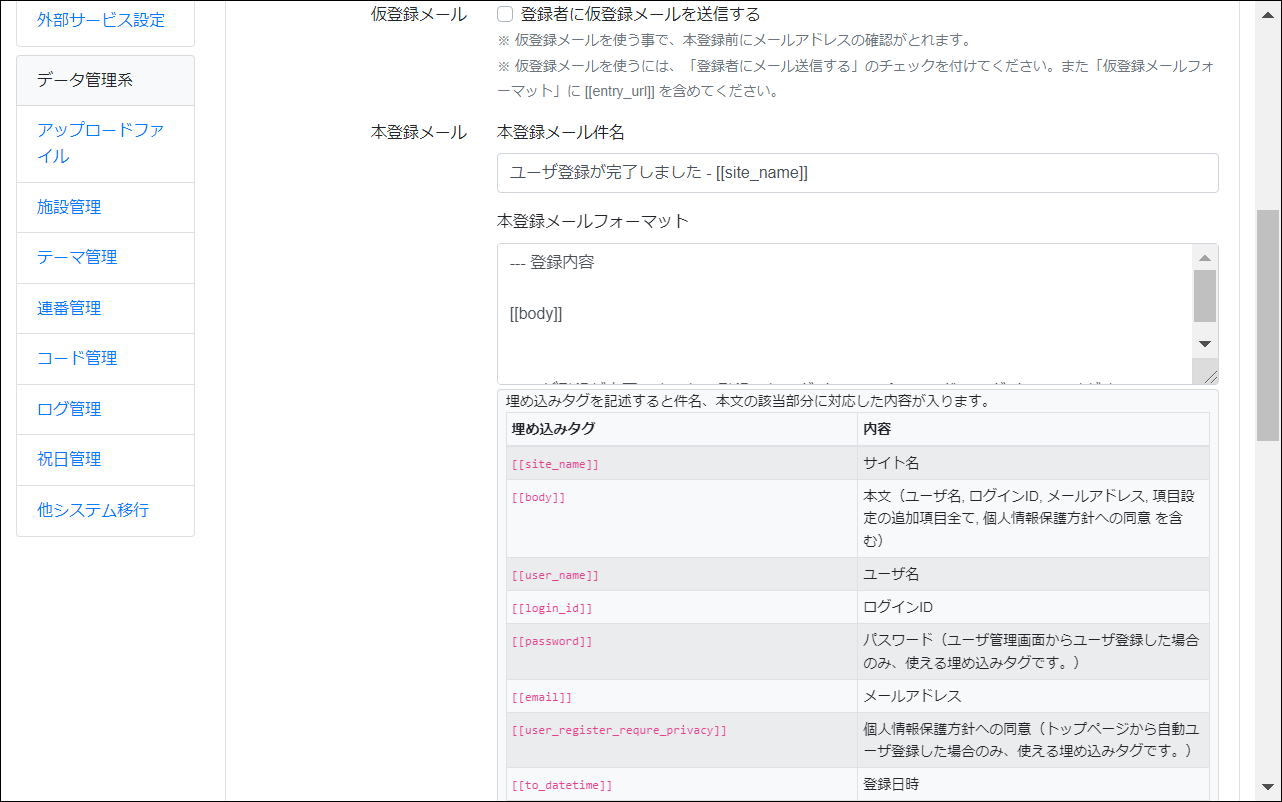 外部サービス設定
データ管理系
アップロードファ
イル
施設管理
テーマ管理
連番管理
コード管理
ログ管理
祝日管理
他システム移行
仮登録メール
登録者に仮登録メールを送信する
※ 仮登録メールを使う事で、本登録前にメールアドレスの確認がとれます。
※ 仮登録メールを使うには、「登録者にメール送信する」のチェックを付けてください。また「仮登録メールフォ
ーマット」に [[entry_url]] を含めてください。
本登録メール
本登録メール件名
ユーザ登録が完了しました - [[site_name]]
本登録メールフォーマット
--- 登録内容
[[body]]
埋め込みタグを記述すると件名、本文の該当部分に対応した内容が入ります。
埋め込みタグ 内容
[[site_name]] サイト名
[[body]] 本文（ユーザ名, ログインID, メールアドレス, 項目設
定の追加項目全て, 個人情報保護方針への同意 を含
む）
[[user_name]] ユーザ名
[[login_id]] ログインID
[[password]] パスワード（ユーザ管理画面からユーザ登録した場合
のみ、使える埋め込みタグです。）
[[email]] メールアドレス
[[user_register_requre_privacy]] 個人情報保護方針への同意（トップページから自動ユ
ーザ登録した場合のみ、使える埋め込みタグです。）
[[to_datetime]] 登録日時